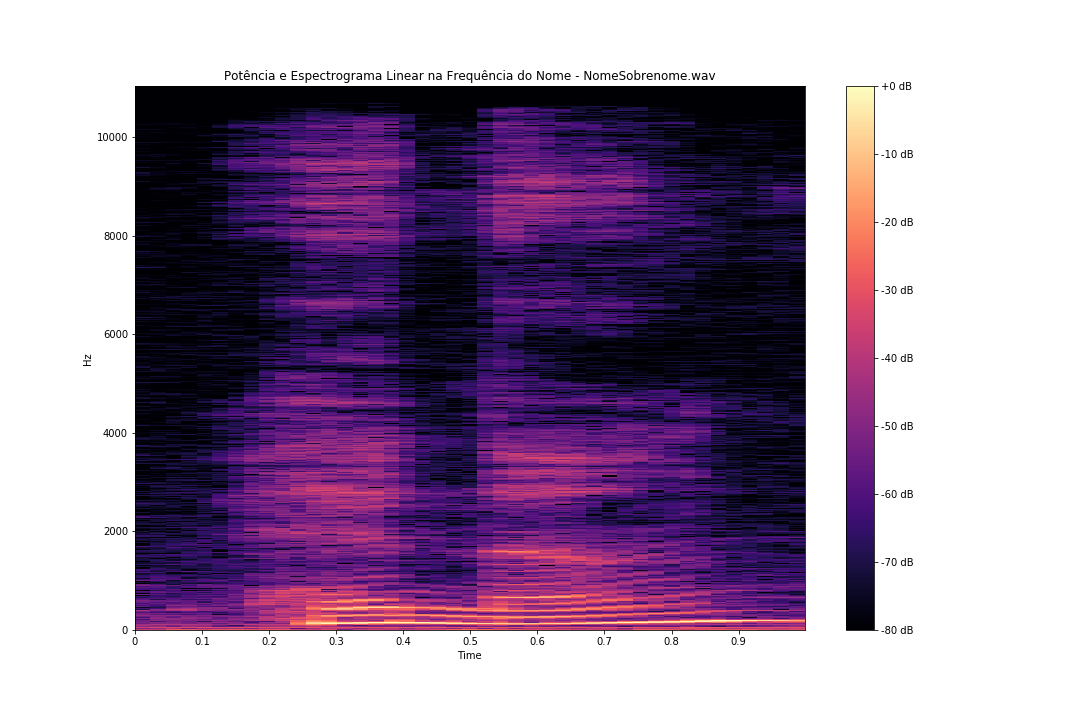 Potência e Espectrograma Linear na Frequência do Nome - NomeSobrenome.wav
Hz
10000
8000
6000
4000
2000
0
0 0.1 0.2 0.3 0.4 0.5 0.6 0.7 0.8 0.9
Time
+0 dB
-10 dB
-20 dB
-30 dB
-40 dB
-50 dB
-60 dB
-70 dB
-80 dB